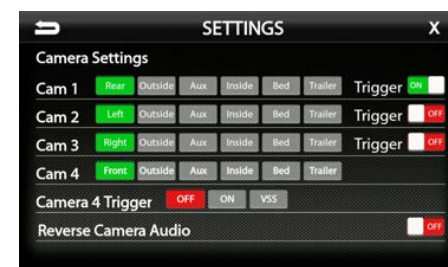 SETTINGS X
Camera Settings
Cam 1 Rear Outside Aux Inside Bed Trailer Trigger ON
Cam 2 Left Outside Aux Inside Bed Trailer Trigger OFF
Cam 3 Right Outside Aux Inside Bed Trailer Trigger OFF
Cam 4 Front Outside Aux Inside Bed Trailer
Camera 4 Trigger OFF ON VSS
Reverse Camera Audio OFF